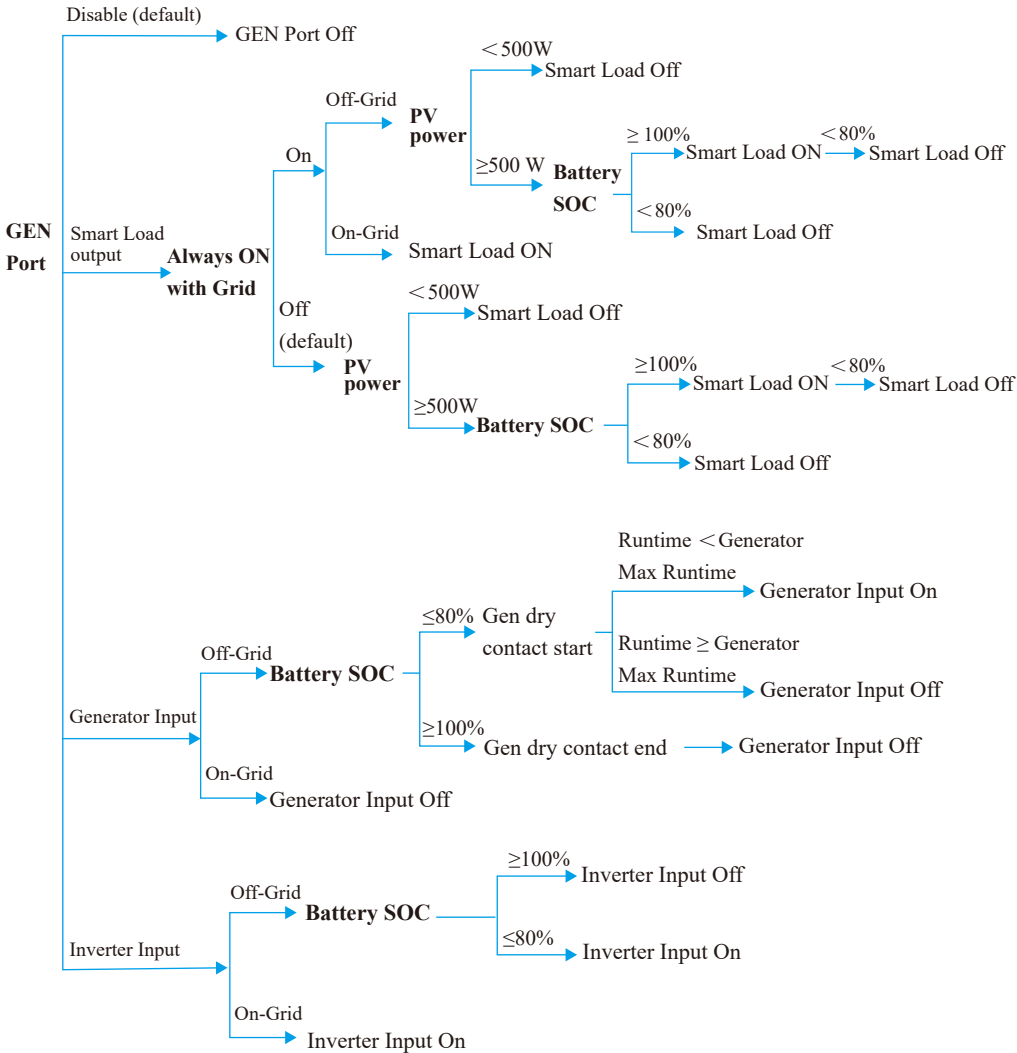 Disable (default)
GEN Port Off
<500W
Smart Load Off
Off-Grid
PV
power
≥500 W
Battery
SOC
≥ 100%
Smart Load ON
<80%
Smart Load Off
<80%
Smart Load Off
On
On-Grid
Smart Load ON
GEN
Port
Smart Load
output
Always ON
with Grid
Off
(default)
PV
power
<500W
Smart Load Off
≥500W
Battery SOC
≥100%
Smart Load ON
<80%
Smart Load Off
<80%
Smart Load Off
Generator Input
Off-Grid
Battery SOC
≤80%
Gen dry
contact start
Runtime <Generator
Max Runtime
Generator Input On
Runtime ≥ Generator
Max Runtime
Generator Input Off
≥100%
Gen dry contact end
Generator Input Off
On-Grid
Generator Input Off
Inverter Input
Off-Grid
Battery SOC
≥100%
Inverter Input Off
≤80%
Inverter Input On
On-Grid
Inverter Input On